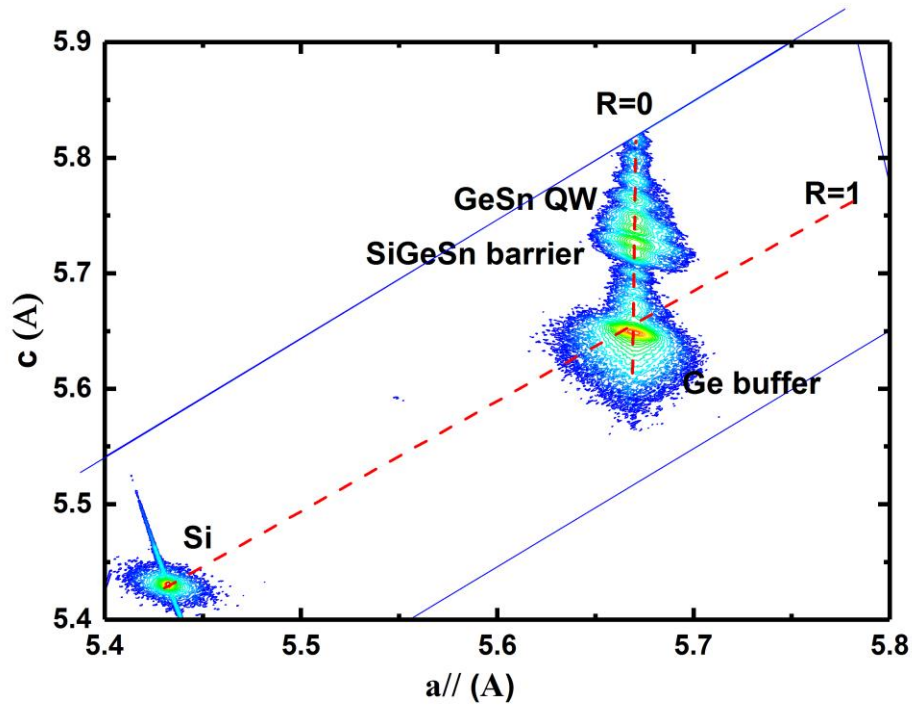 5.9
R=0
5.8
R=1
GeSn QW
SiGeSn barrier
5.7
c (A)
5.6
Ge buffer
5.5
Si
5.4
5.4 5.5 5.6 5.7 5.8
a// (A)